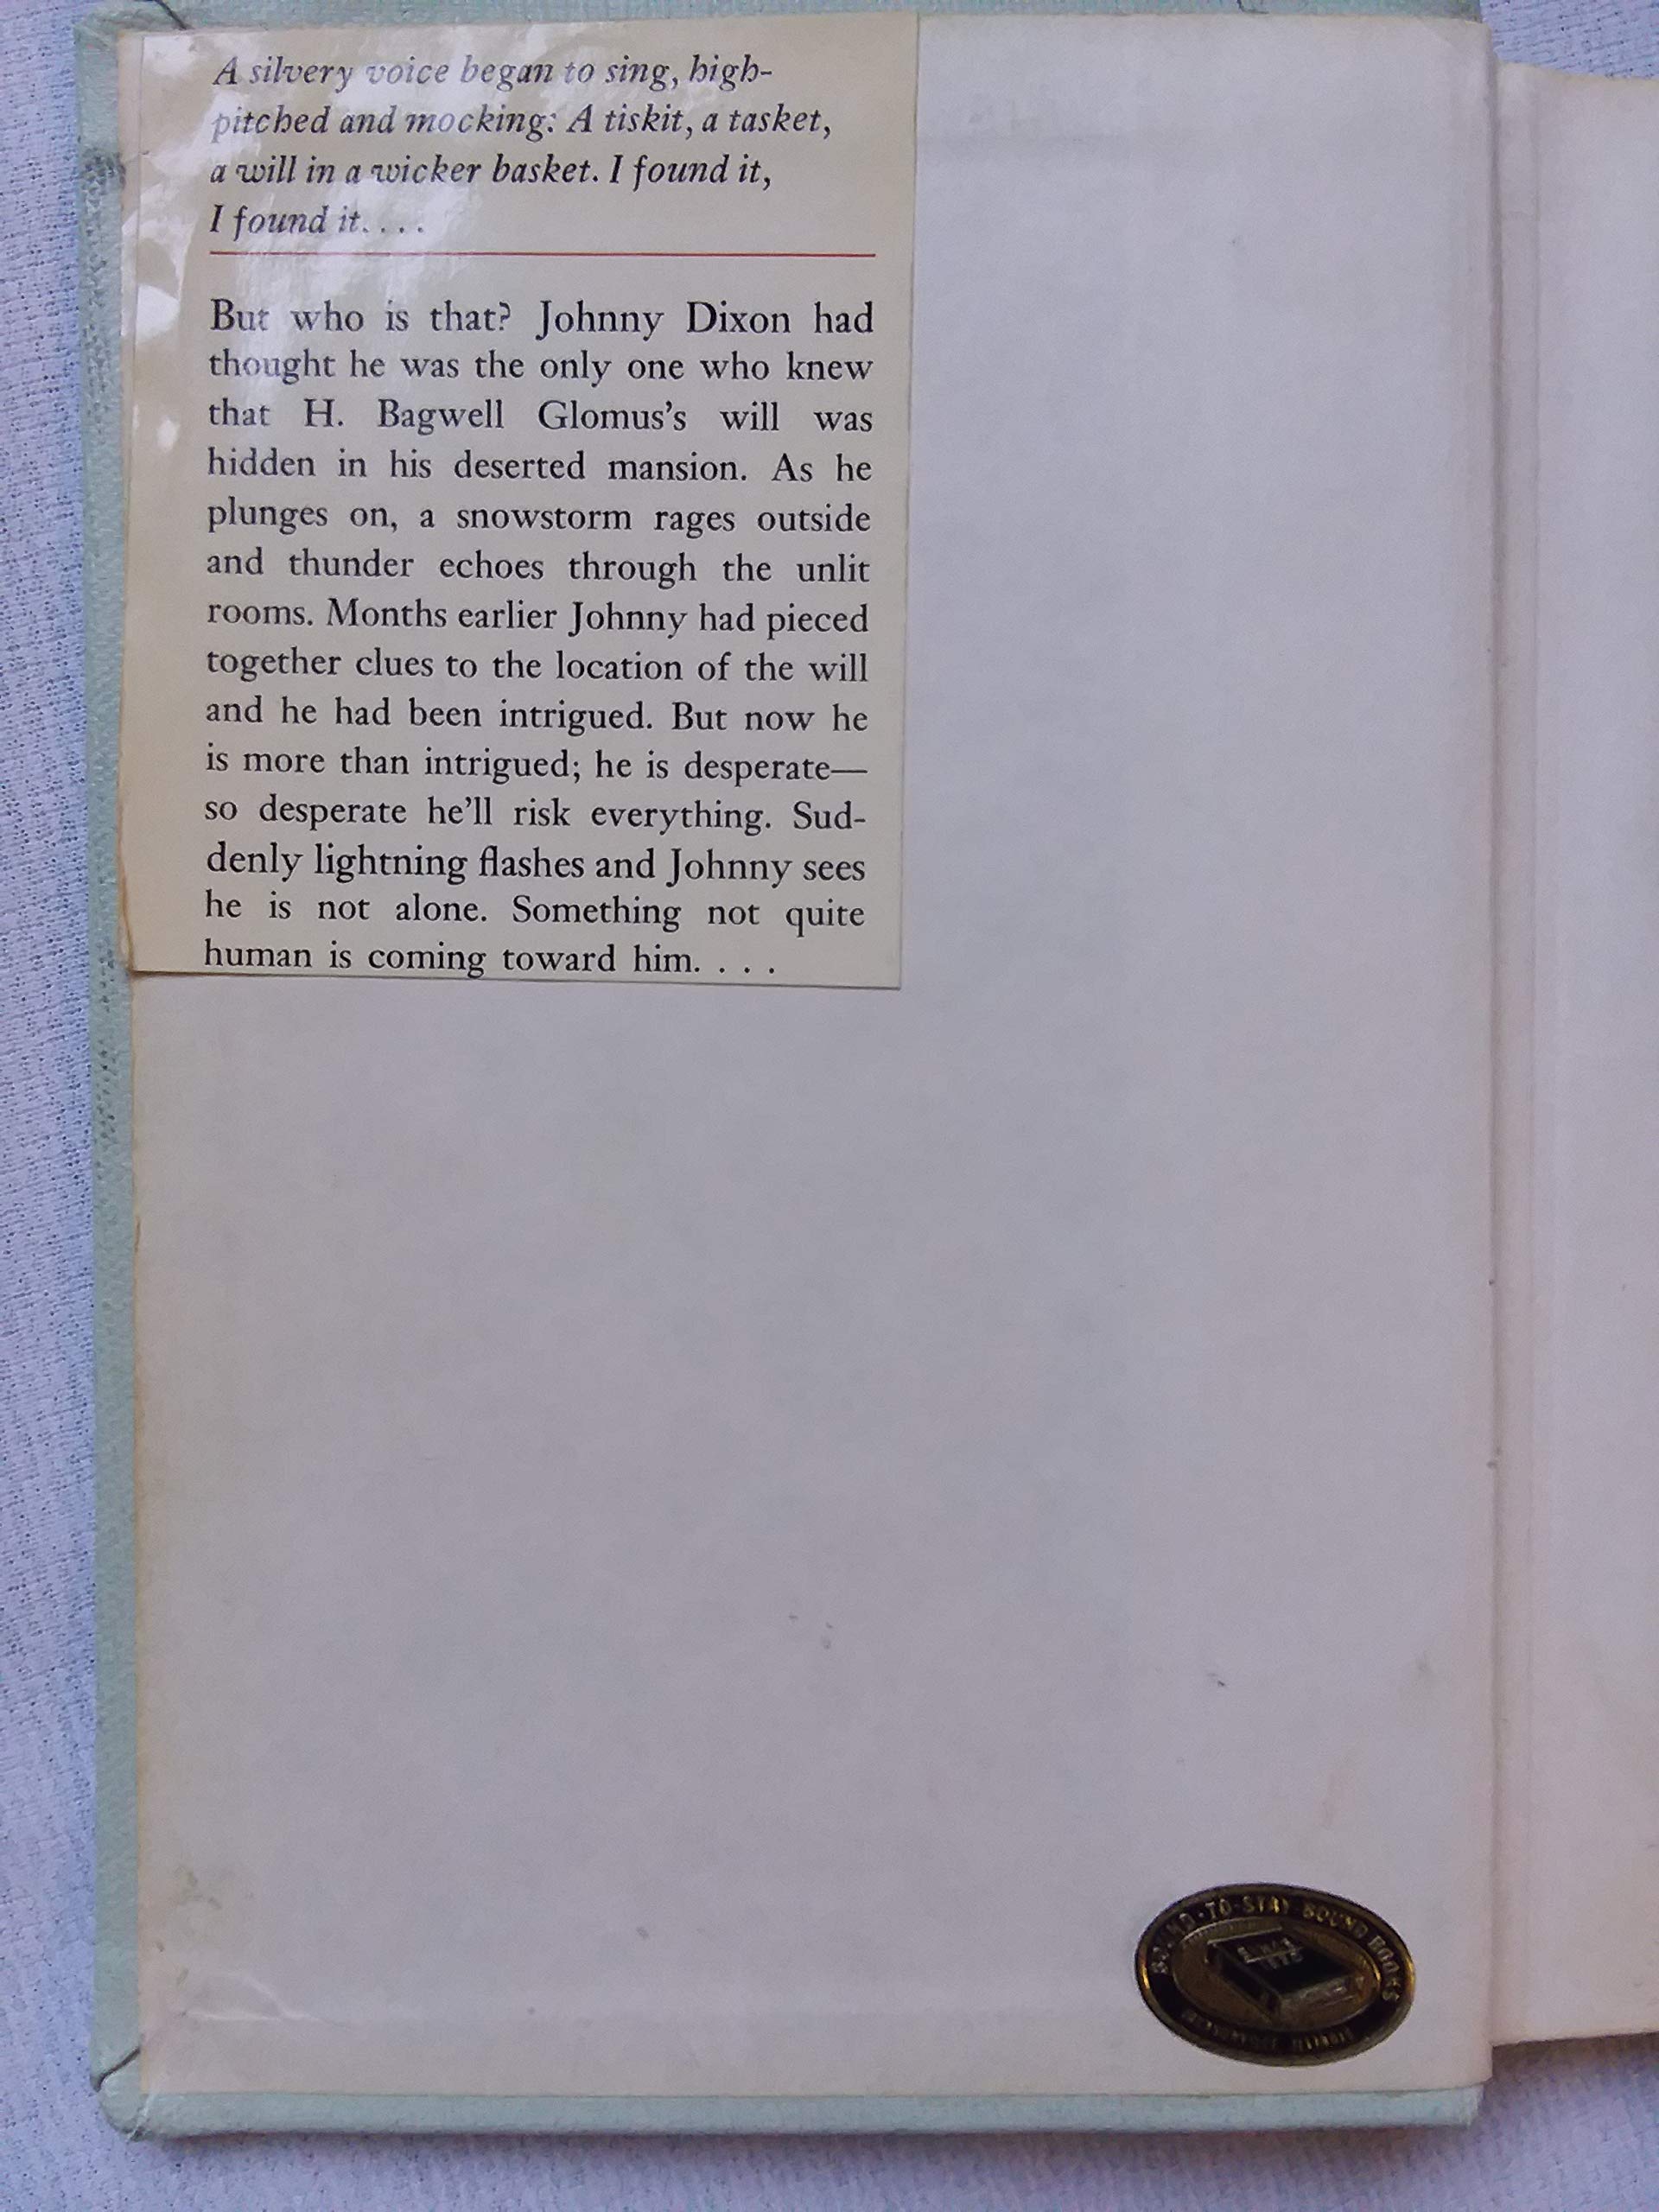 A silvery voice began to sing, high-
pitched and mocking: A tiskit, a tasket,
a will in a wicker basket. I found it,
I found it. . . .
But who is that? Johnny Dixon had
thought he was the only one who knew
that H. Bagwell Glomus's will was
hidden in his deserted mansion. As he
plunges on, a snowstorm rages outside
and thunder echoes through the unlit
rooms. Months earlier Johnny had pieced
together clues to the location of the will
and he had been intrigued. But now he
is more than intrigued; he is desperate—
so desperate he'll risk everything. Sud-
denly lightning flashes and Johnny sees
he is not alone. Something not quite
human is coming toward him. . . .
BOUND-TO-STAY-BOUND BOOKS